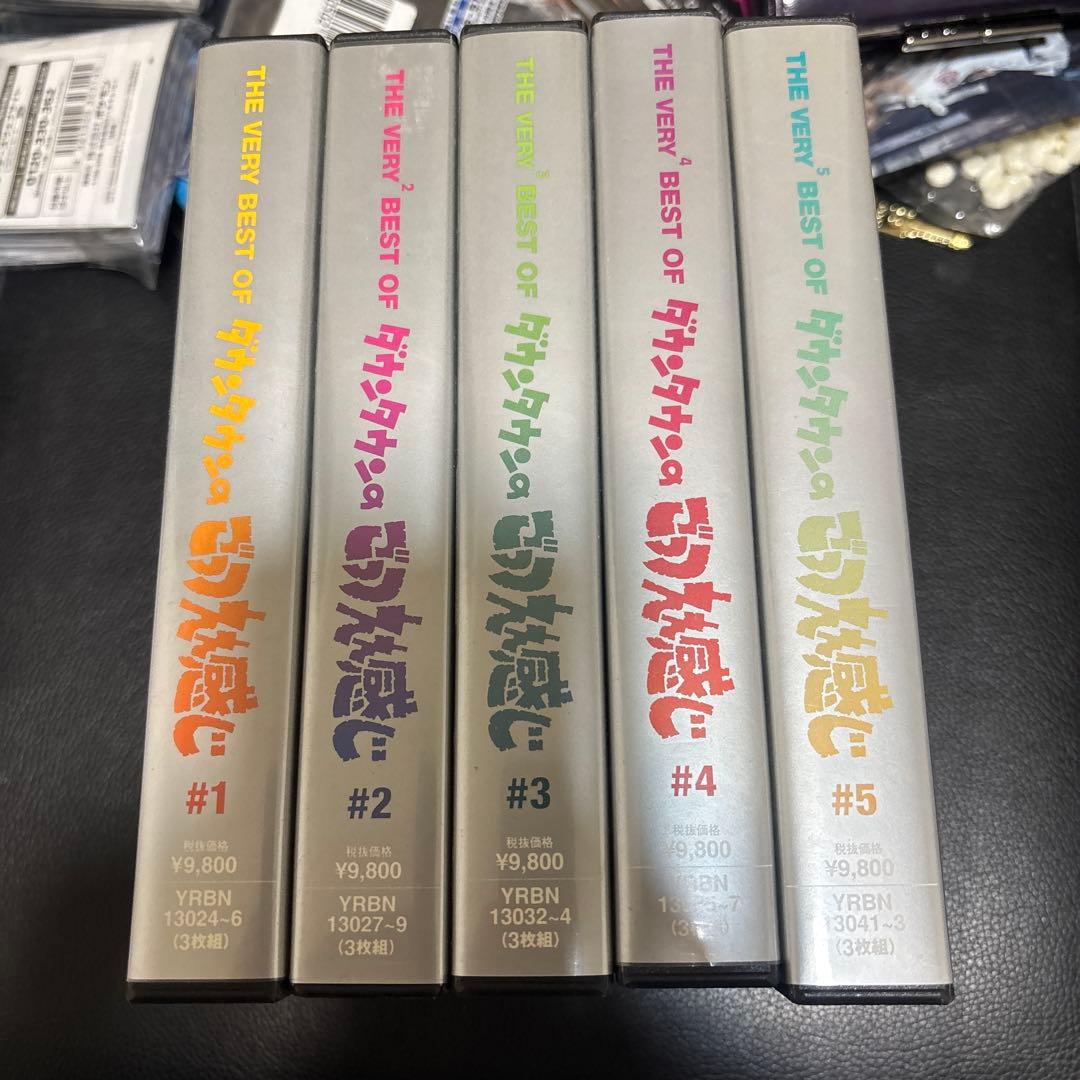 THE VERY BEST OF ダウンタウンのごっつええ感じ
#1
税抜価格
¥9,800
YRBN
13024~6
(3枚組)
THE VERY2 BEST OF ダウンタウンのごっつええ感じ
#2
税抜価格
¥9,800
YRBN
13027~9
(3枚組)
THE VERY3 BEST OF ダウンタウンのごっつええ感じ
#3
税抜価格
¥9,800
YRBN
13032~4
(3枚組)
THE VERY4 BEST OF ダウンタウンのごっつええ感じ
#4
税抜価格
¥9,800
YRBN
THE VERY5 BEST OF ダウンタウンのごっつええ感じ
#5
税抜価格
¥9,800
YRBN
13041~3
(3枚組)